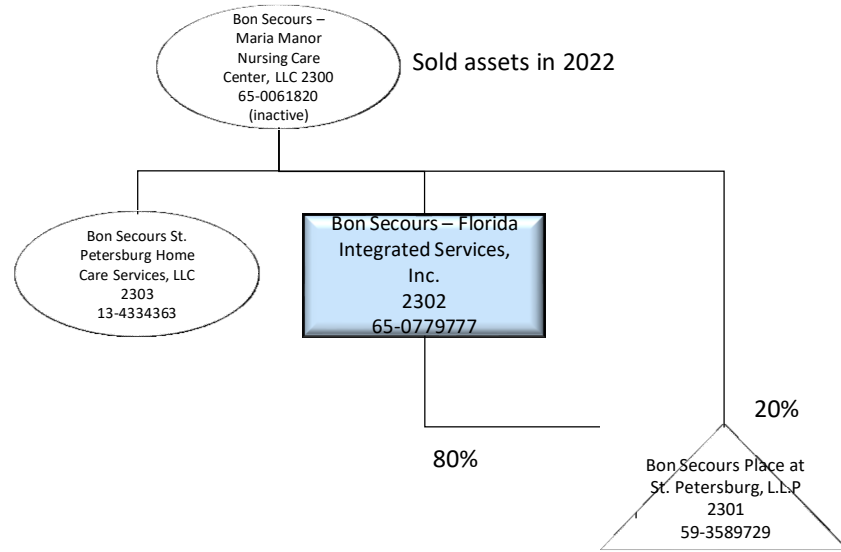 Bon Secours –
Maria Manor
Nursing Care
Center, LLC 2300
65-0061820
(inactive)
Sold assets in 2022
Bon Secours St.
Petersburg Home
Care Services, LLC
2303
13-4334363
Bon Secours – Florida
Integrated Services,
Inc.
2302
65-0779777
80%
20%
Bon Secours Place at
St. Petersburg, L.L.P
2301
59-3589729